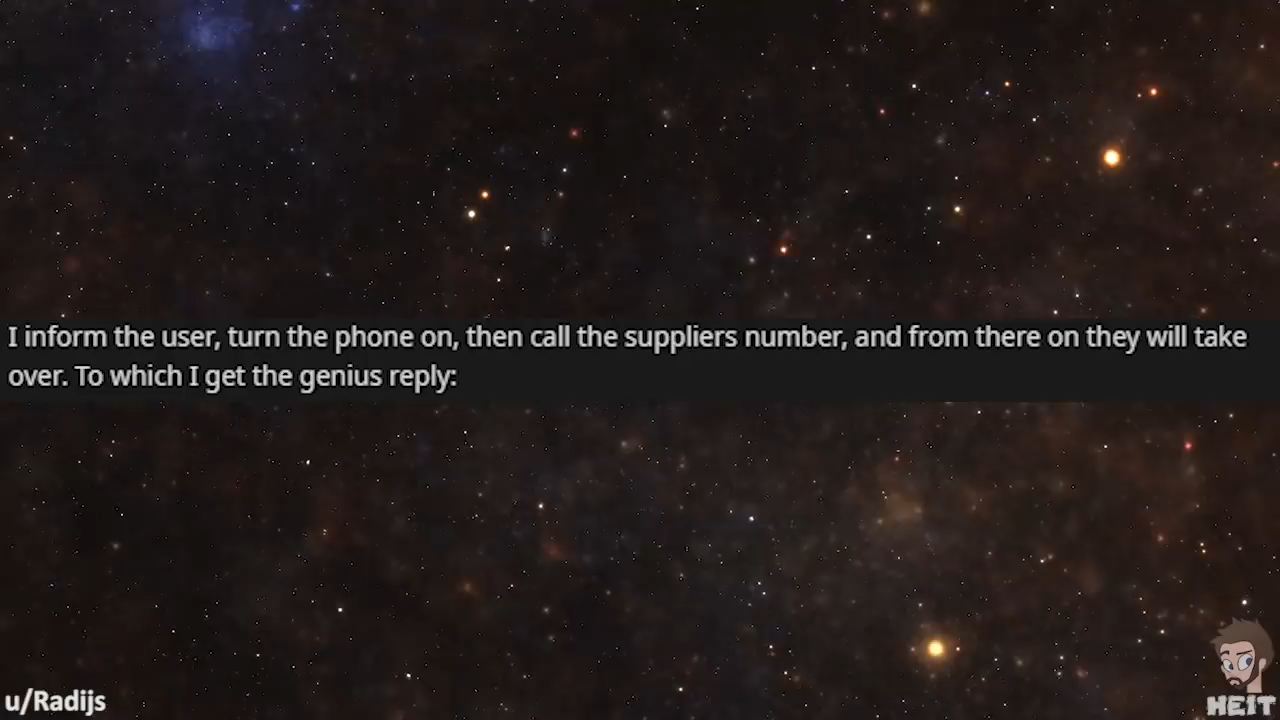 I inform the user, turn the phone on, then call the suppliers number, and from there on they will take
over. To which I get the genius reply:
u/Radijs
HEIT